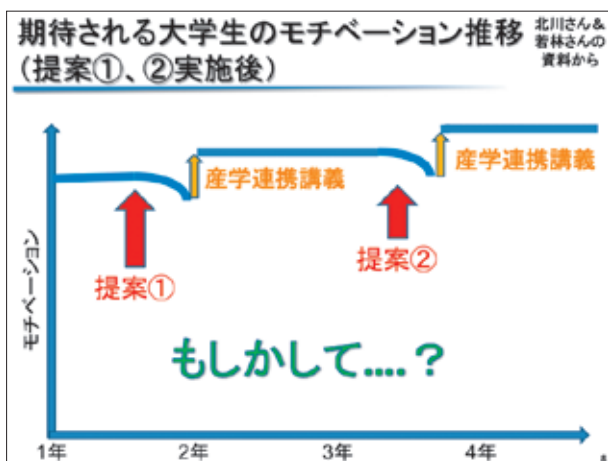 期待される大学生のモチベーション推移
(提案①、②実施後)
北川さん&
若林さんの
資料から
産学連携講義
産学連携講義
提案①
提案②
モチベーション
もしかして....?
1年
2年
3年
4年